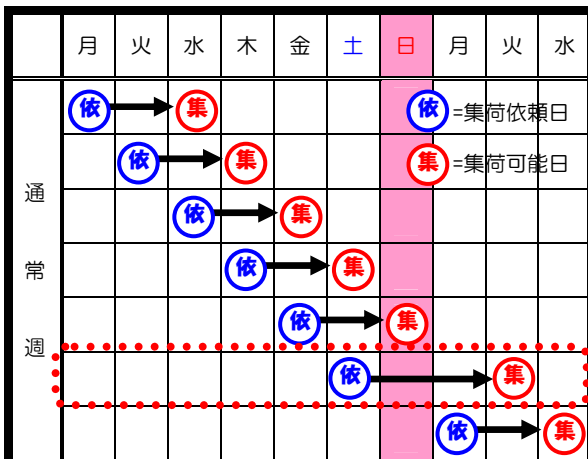 月 火 水 木 金 土 日 月 火 水
依 集 依 =集荷依頼日
依 集 集 =集荷可能日
依 集
依 集
依 集
依 集
依 集
通
常
週